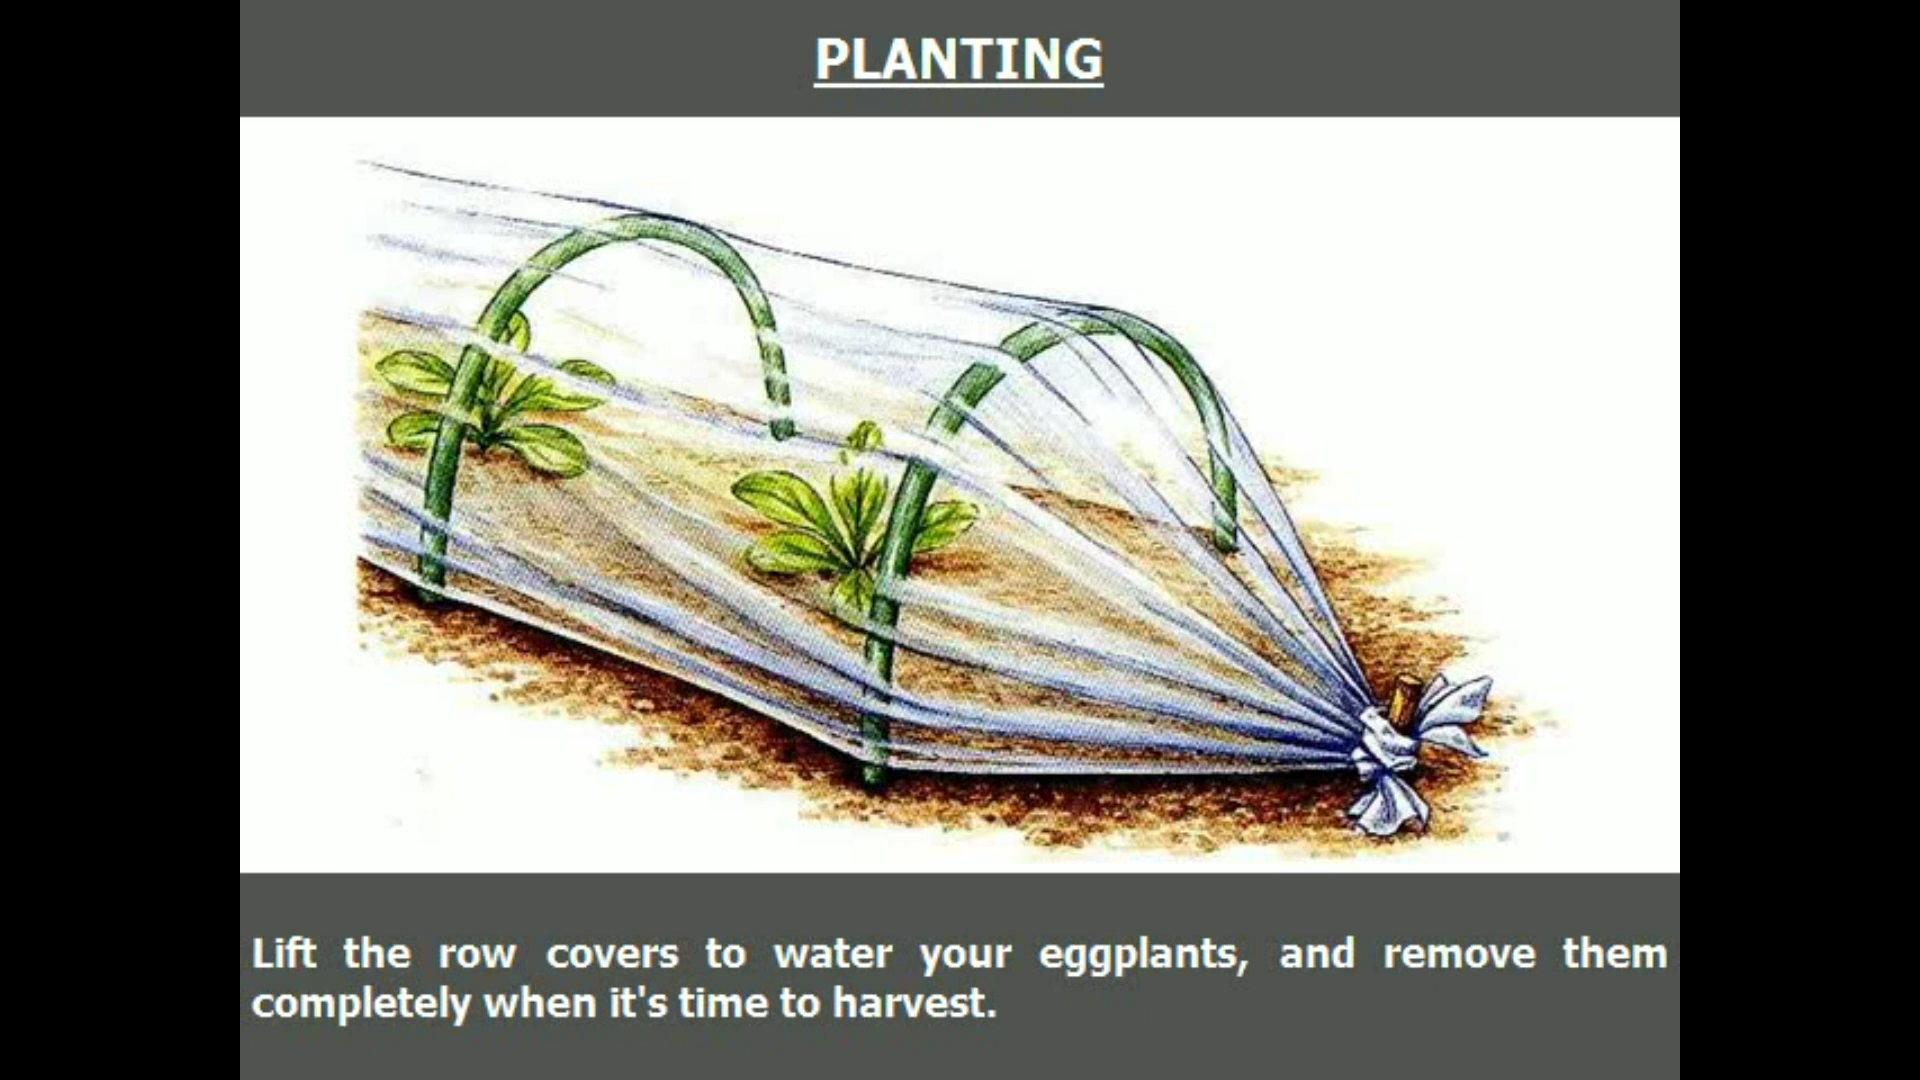 PLANTING
Lift the row covers to water your eggplants, and remove them
completely when it's time to harvest.